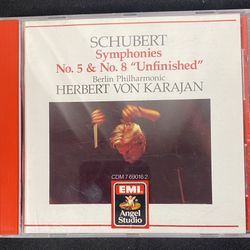 SCHUBERT
Symphonies
No. 5 & No. 8 "Unfinished"
Berlin Philharmonic
HERBERT VON KARAJAN
CDM 7 69016 2
EMI
Angel
Studio